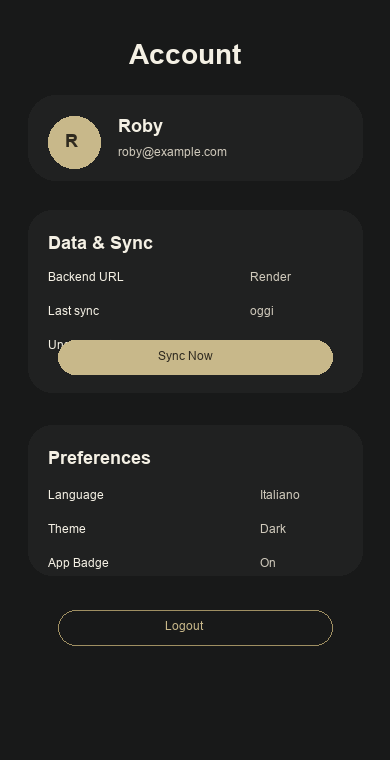 Account
R
Roby
roby@example.com
Data & Sync
Backend URL Render
Last sync oggi
Sync Now
Preferences
Language Italiano
Theme Dark
App Badge On
Logout